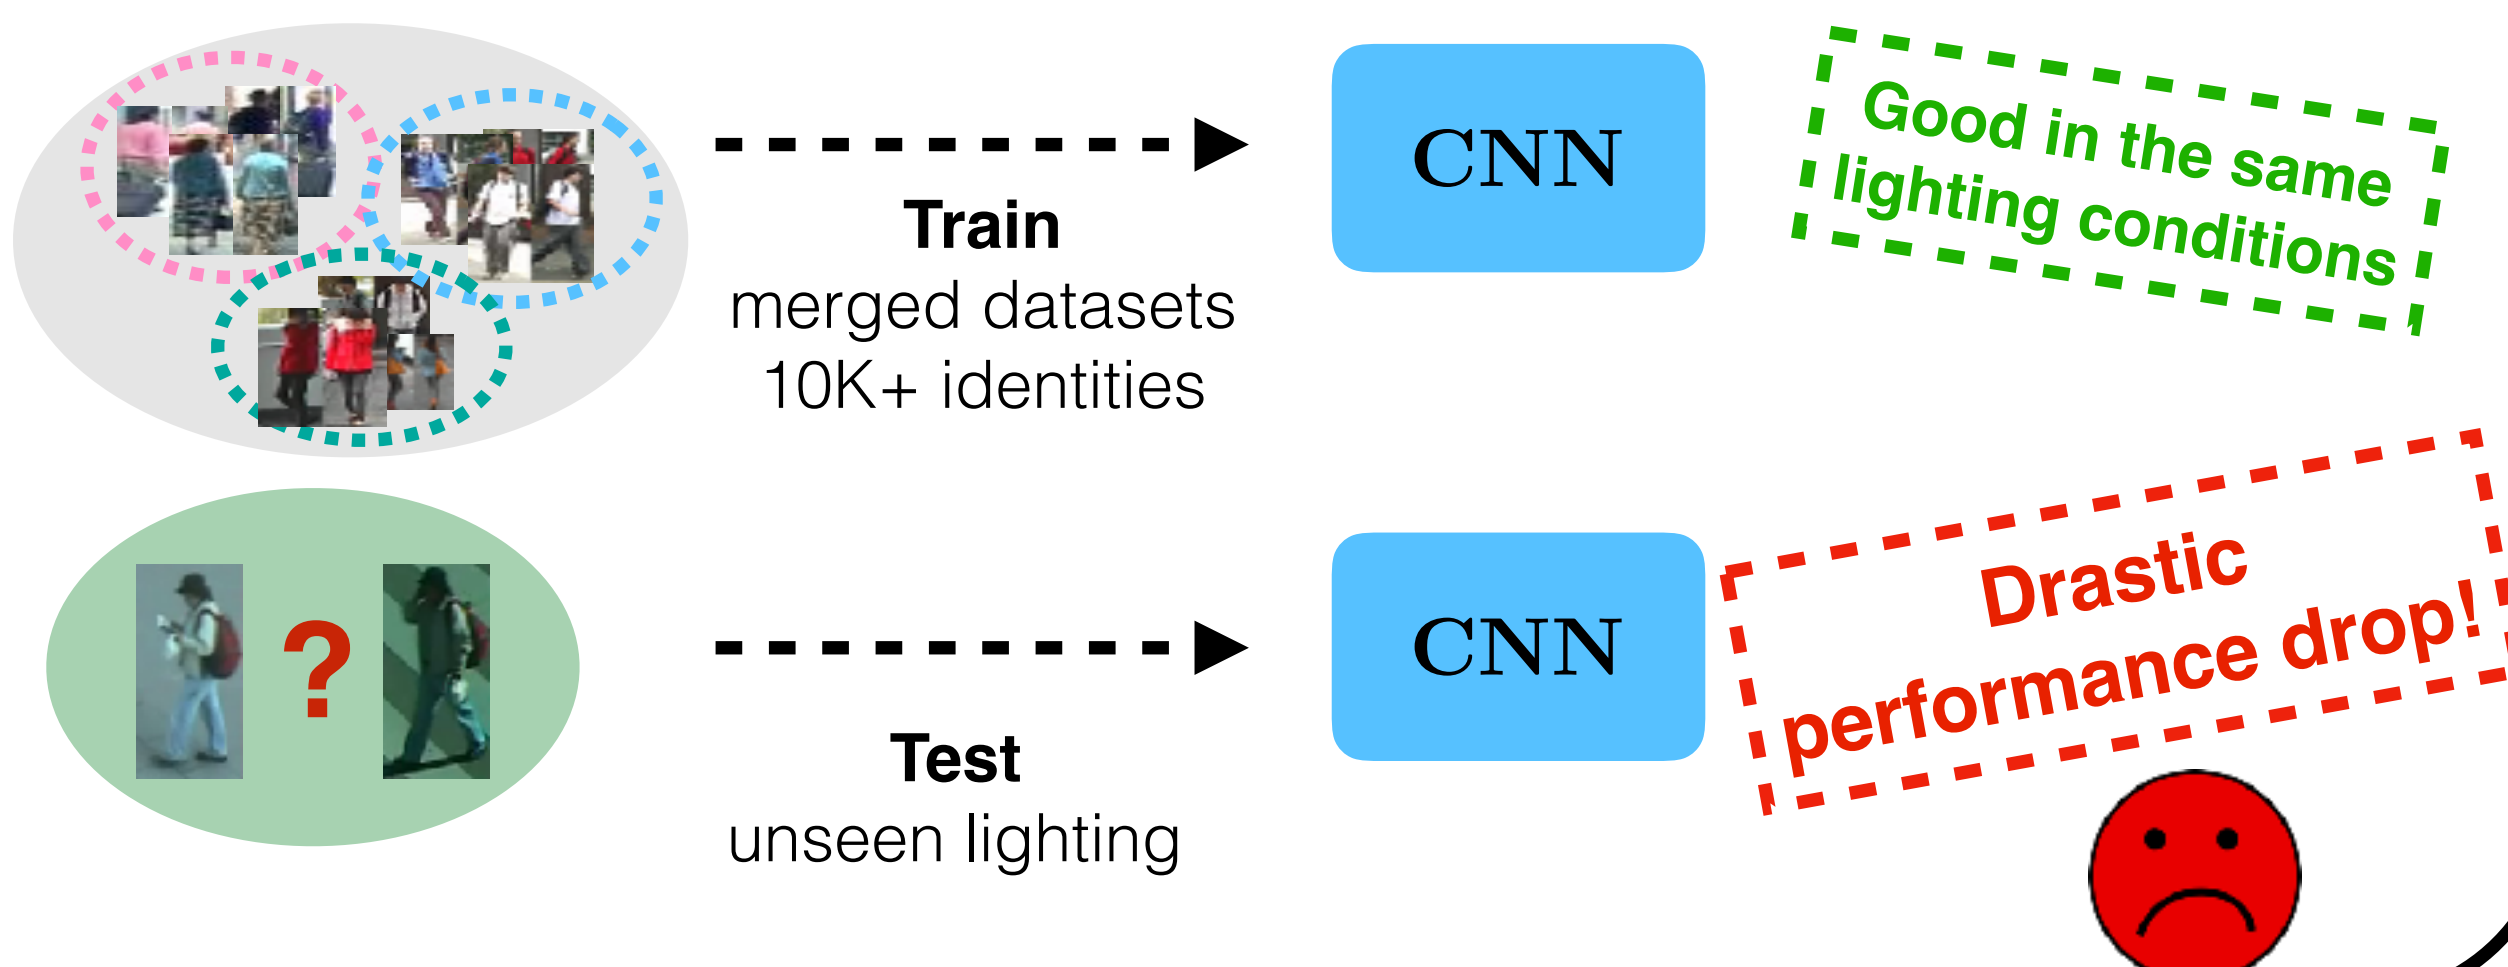 CNN
Good in the same
lighting conditions
Train
merged datasets
10K+ identities
?
CNN
Drastic
performance drop!
Test
unseen lighting